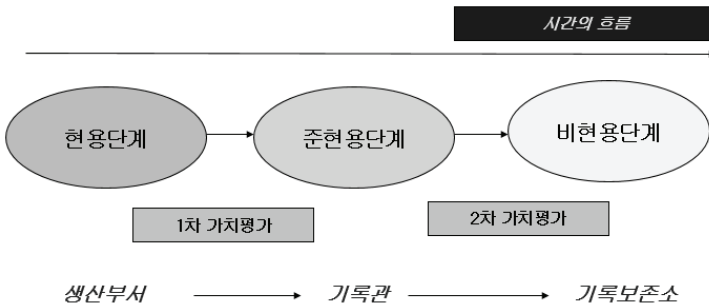 시간의 흐름
현용단계
준현용단계
비현용단계
1차 가치평가
2차 가치평가
생산부서
기록관
기록보존소